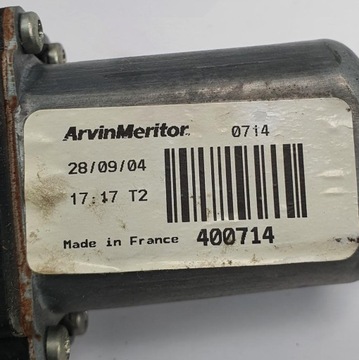 ArvinMeritor 0714
28/09/04
17:17 T2
Made in France 400714